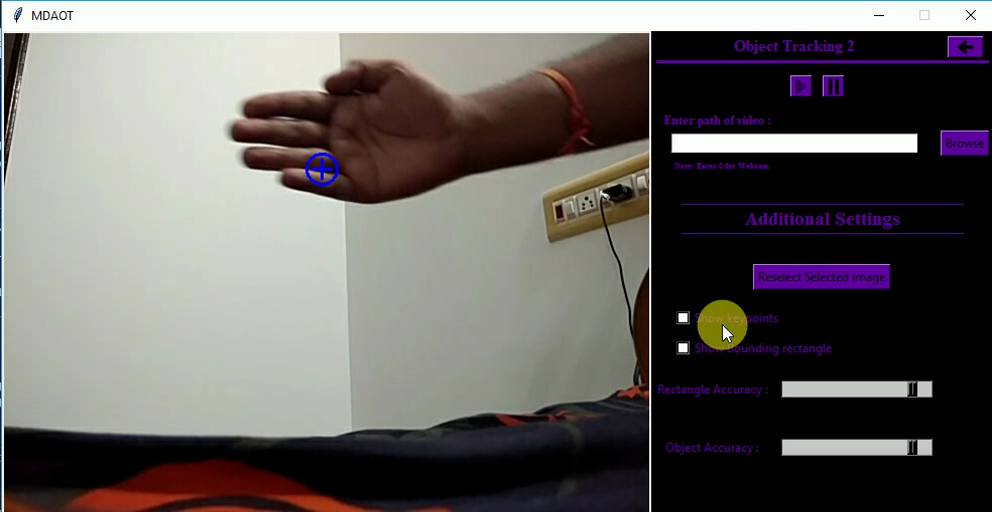 MDAOT
Object Tracking 2
Enter path of video :
Browse
Note: Enter 0 for Webcam
Additional Settings
Reselect Selected image
Show keypoints
Show bounding rectangle
Rectangle Accuracy :
Object Accuracy :